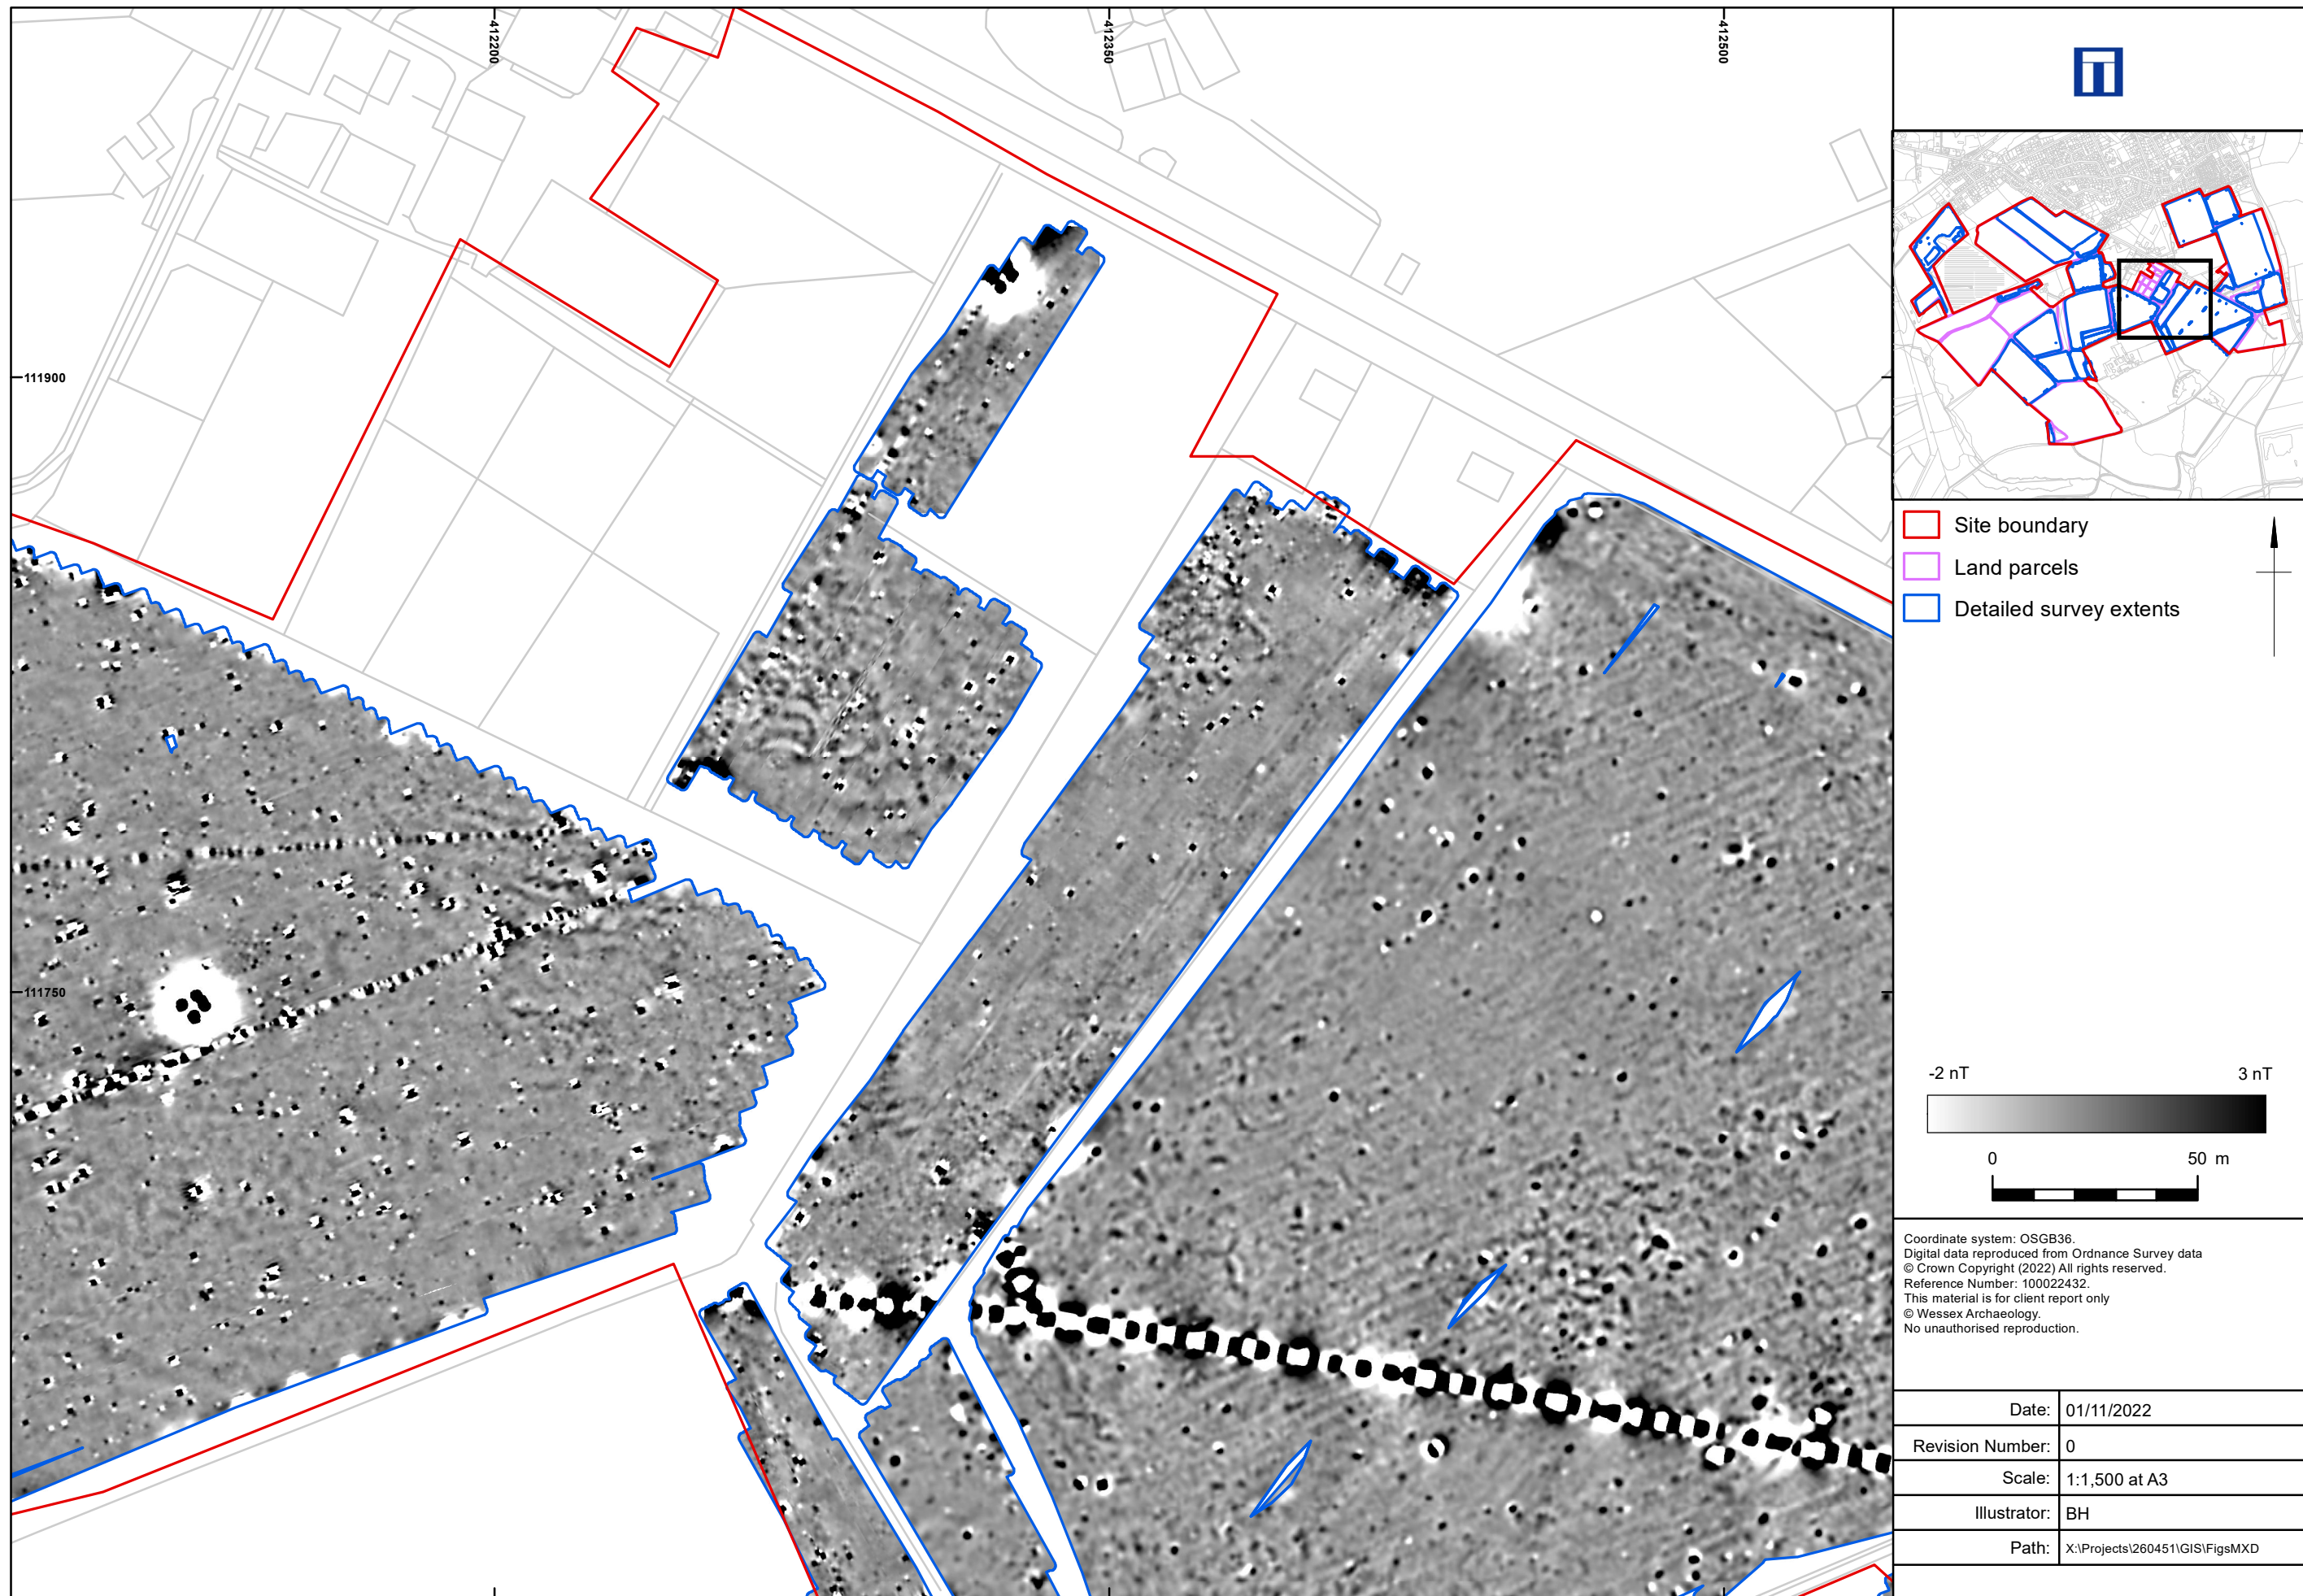 412200
412350
412500
111900
111750
Site boundary
Land parcels
Detailed survey extents
-2 nT 3 nT
0 50 m
Coordinate system: OSGB36.
Digital data reproduced from Ordnance Survey data
© Crown Copyright (2022) All rights reserved.
Reference Number: 100022432.
This material is for client report only
© Wessex Archaeology.
No unauthorised reproduction.
Date: 01/11/2022
Revision Number: 0
Scale: 1:1,500 at A3
Illustrator: BH
Path: X:\Projects\260451\GIS\FigsMXD